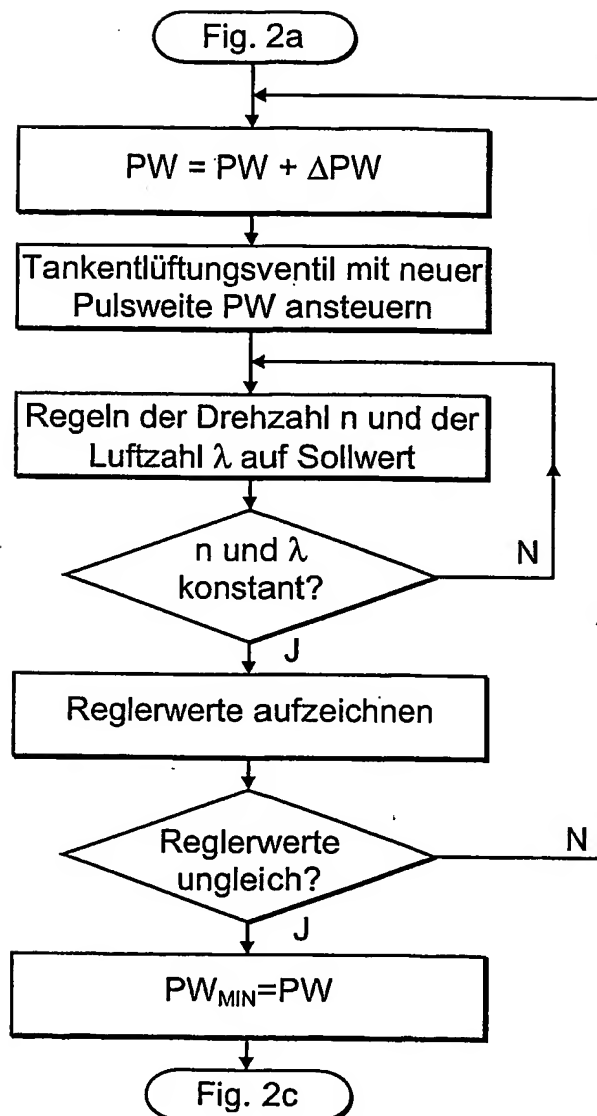 Fig. 2a
PW = PW + ΔPW
Tankentlüftungsventil mit neuer
Pulsweite PW ansteuern
Regeln der Drehzahl n und der
Luftzahl λ auf Sollwert
n und λ
konstant?
N
J
Reglerwerte aufzeichnen
Reglerwerte
ungleich?
N
J
PWMIN=PW
Fig. 2c